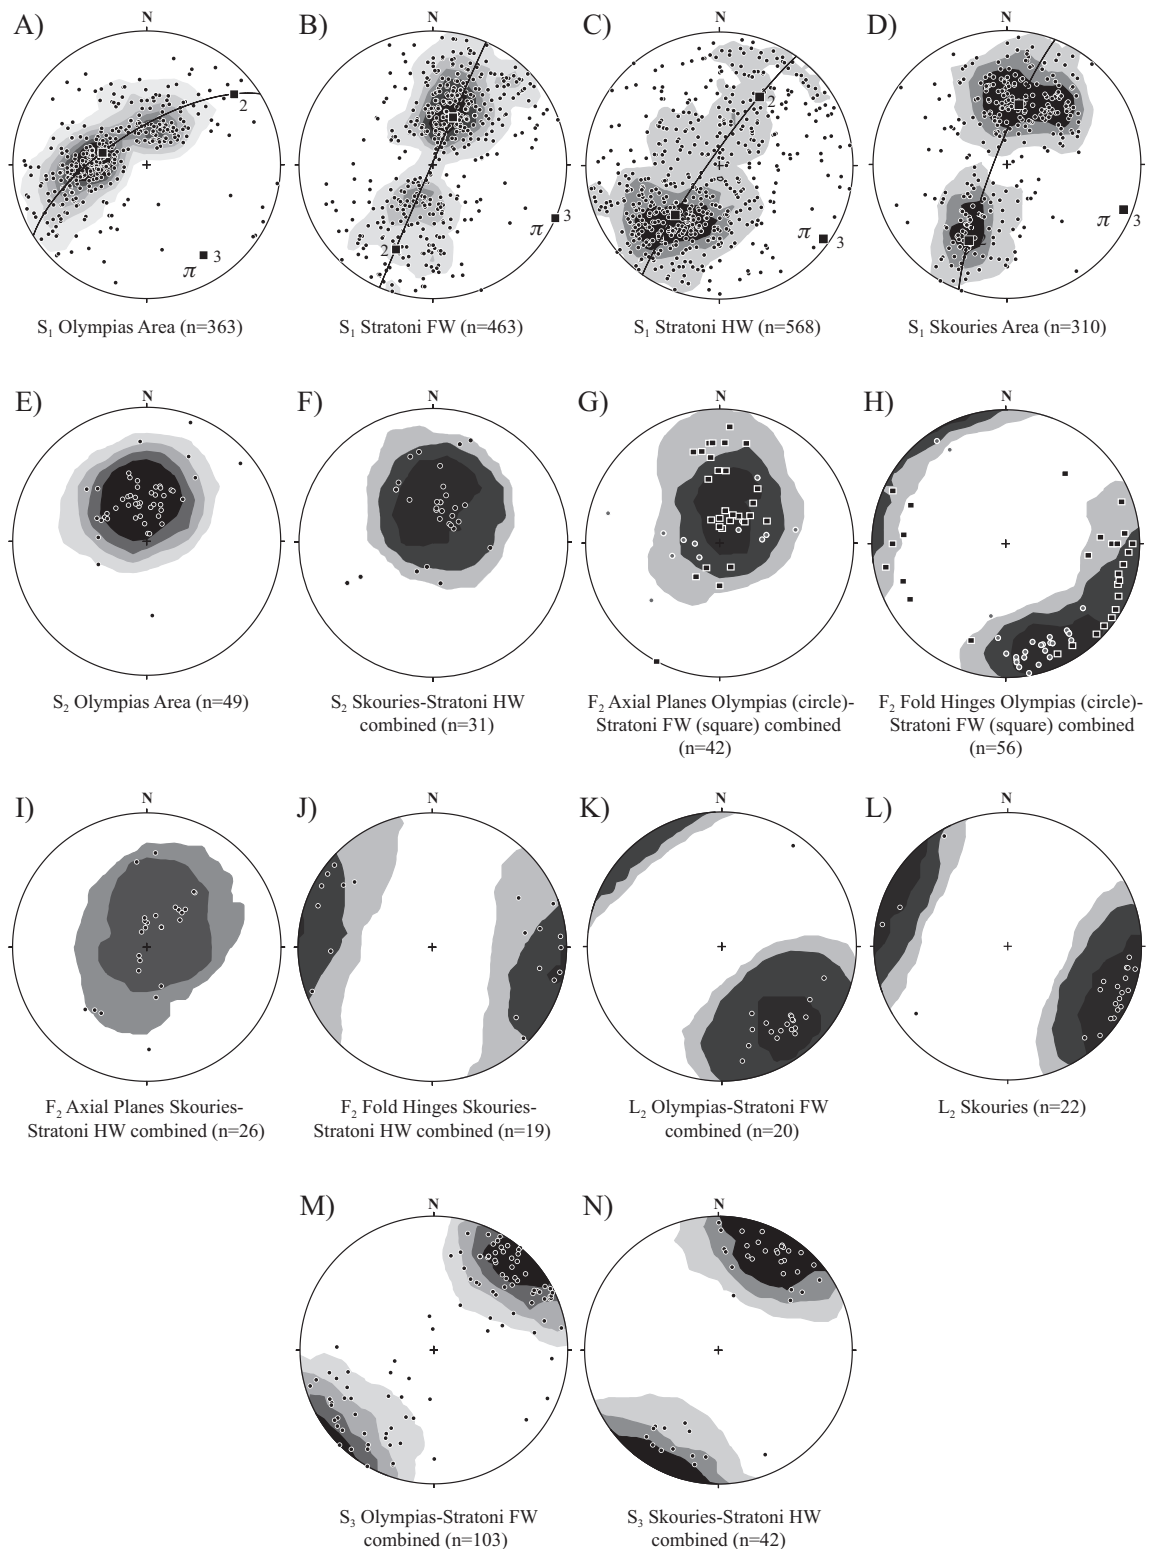 A) N B) N C) N D) N
2 3 π
2 3 π
2 3 π
2 3 π
S₁ Olympias Area (n=363)
S₁ Stratoni FW (n=463)
S₁ Stratoni HW (n=568)
S₁ Skouries Area (n=310)
E) N F) N G) N H) N
S₂ Olympias Area (n=49)
S₂ Skouries-Stratoni HW
combined (n=31)
F₂ Axial Planes Olympias (circle)-
Stratoni FW (square) combined
(n=42)
F₂ Fold Hinges Olympias (circle)-
Stratoni FW (square) combined
(n=56)
I) N J) N K) N L) N
F₂ Axial Planes Skouries-
Stratoni HW combined (n=26)
F₂ Fold Hinges Skouries-
Stratoni HW combined (n=19)
L₂ Olympias-Stratoni FW
combined (n=20)
L₂ Skouries (n=22)
M) N N) N
S₃ Olympias-Stratoni FW
combined (n=103)
S₃ Skouries-Stratoni HW
combined (n=42)